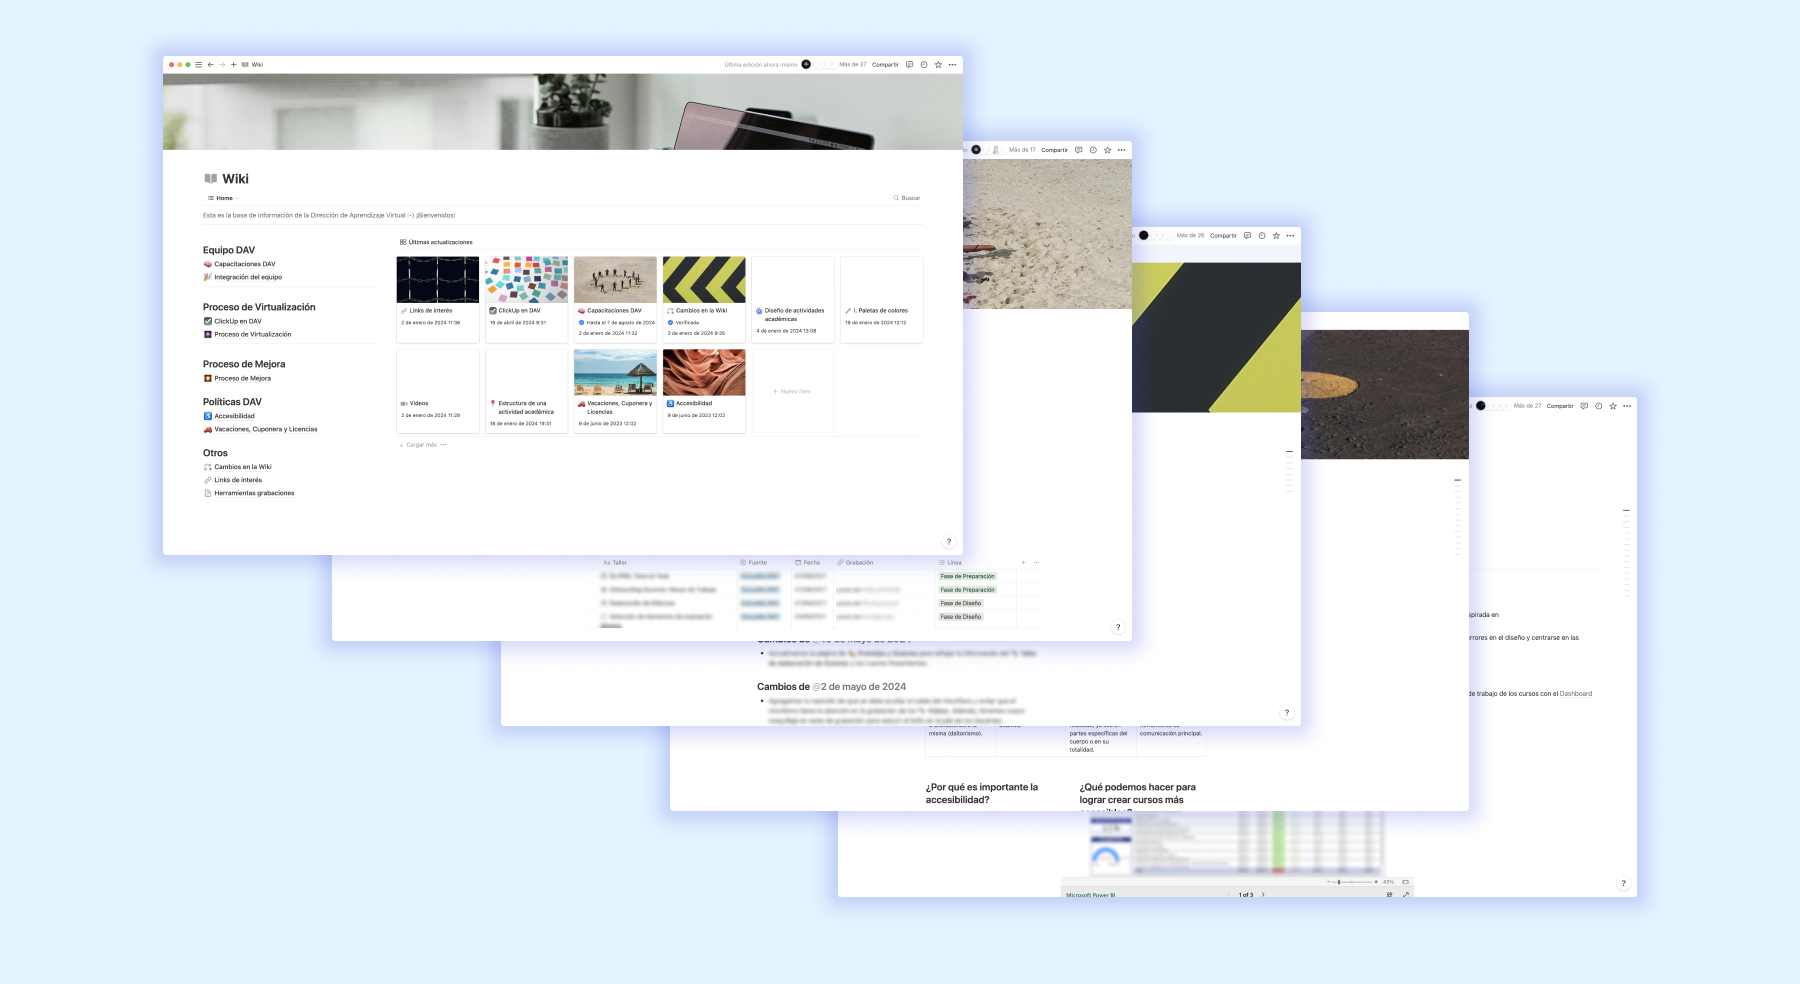 Wiki
Última edición ahora mismo
Más de 27
Compartir
Wiki
Home
Buscar
Esta es la base de información de la Dirección de Aprendizaje Virtual :-) ¡Bienvenidos!
Equipo DAV
Capacitaciones DAV
Integración del equipo
Proceso de Virtualización
ClickUp en DAV
Proceso de Virtualización
Proceso de Mejora
Proceso de Mejora
Políticas DAV
Accesibilidad
Vacaciones, Cuponera y Licencias
Otros
Cambios en la Wiki
Links de interés
Herramientas grabaciones
Últimas actualizaciones
Links de interés
2 de enero de 2024 11:36
ClickUp en DAV
19 de abril de 2024 9:31
Capacitaciones DAV
Hasta el 7 de agosto de 2024
2 de enero de 2024 11:33
Cambios en la Wiki
Verificada
3 de enero de 2024 9:35
Diseño de actividades
académicas
4 de enero de 2024 13:08
i. Paletas de colores
19 de enero de 2024 12:12
Videos
2 de enero de 2024 11:28
Estructura de una
actividad académica
18 de enero de 2024 19:31
Vacaciones, Cuponera y
Licencias
9 de junio de 2023 12:02
Accesibilidad
9 de junio de 2023 12:02
+ Nuevo ítem
Cargar más
?
Más de 17
Compartir
Aa Taller
Fuente
Fecha
Grabación
Línea
Fase de Preparación
Fase de Preparación
Fase de Diseño
Fase de Diseño
?
Más de 26
Compartir
Cambios de @2 de mayo de 2024
?
misma (daltonismo).
partes específicas del
cuerpo o en su
totalidad.
comunicación principal.
¿Por qué es importante la
accesibilidad?
¿Qué podemos hacer para
lograr crear cursos más
Más de 27
Compartir
spirada en
errores en el diseño y centrarse en las
de trabajo de los cursos con el Dashboard
43%
Microsoft Power BI
1 of 3
?